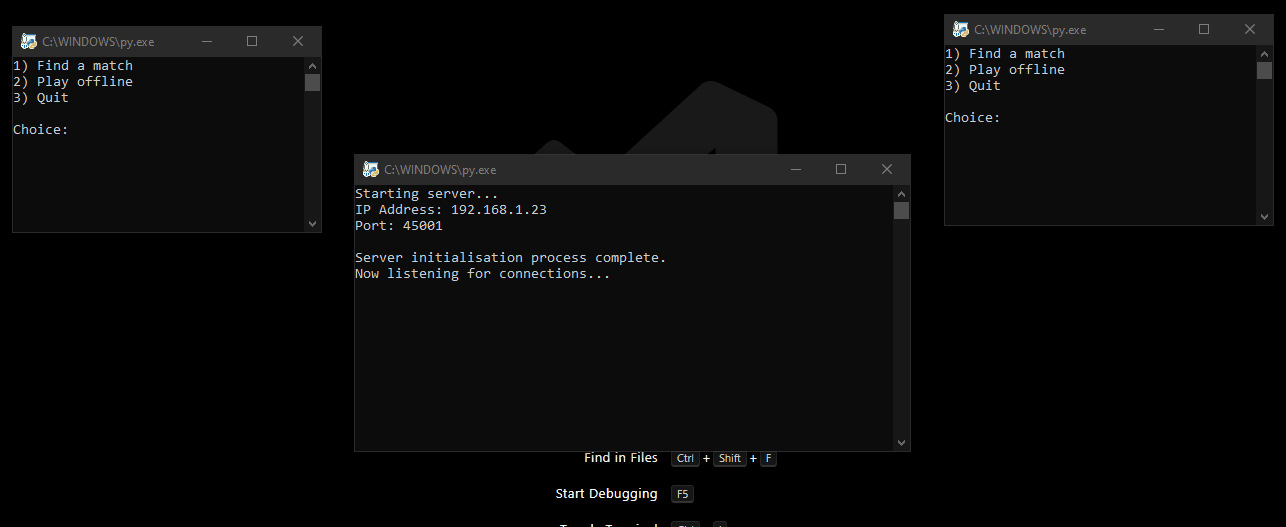 C:\WINDOWS\py.exe
1) Find a match
2) Play offline
3) Quit
Choice:
C:\WINDOWS\py.exe
1) Find a match
2) Play offline
3) Quit
Choice:
C:\WINDOWS\py.exe
Starting server...
IP Address: 192.168.1.23
Port: 45001
Server initialisation process complete.
Now listening for connections...
Find in Files Ctrl + Shift + F
Start Debugging F5